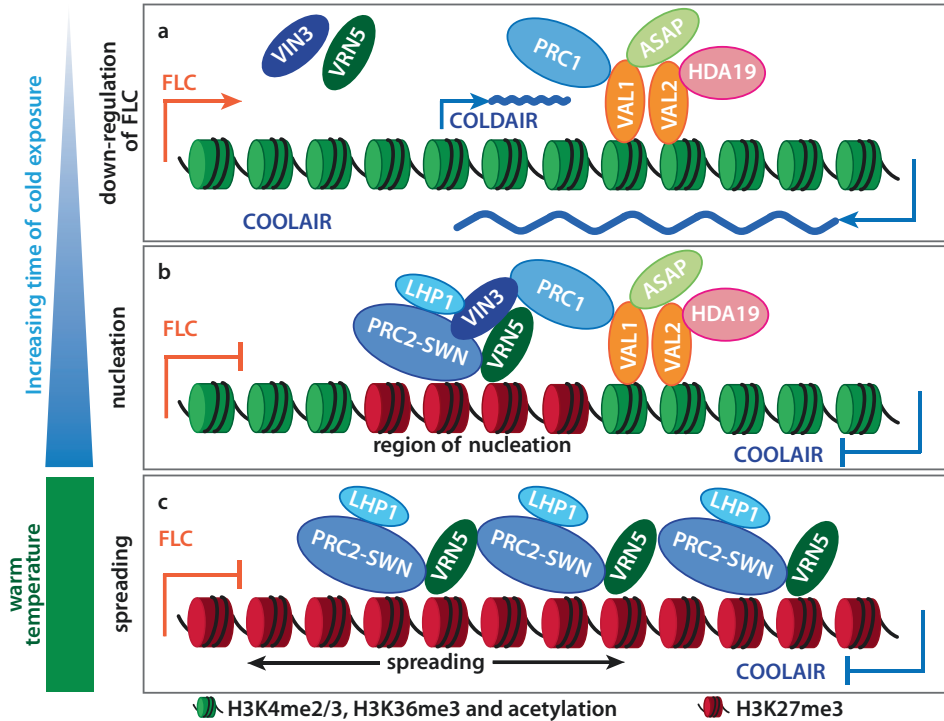 Increasing time of cold exposure
warm
temperature
down-regulation
of FLC
a
VIN3
VRN5
PRC1
ASAP
HDA19
FLC
VAL1
VAL2
COLDAIR
COOLAIR
nucleation
b
LHP1
VIN3
PRC1
ASAP
HDA19
FLC
PRC2-SWN
VRN5
VAL1
VAL2
region of nucleation
COOLAIR
spreading
c
LHP1
LHP1
LHP1
FLC
PRC2-SWN
VRN5
PRC2-SWN
VRN5
PRC2-SWN
VRN5
spreading
COOLAIR
H3K4me2/3, H3K36me3 and acetylation
H3K27me3